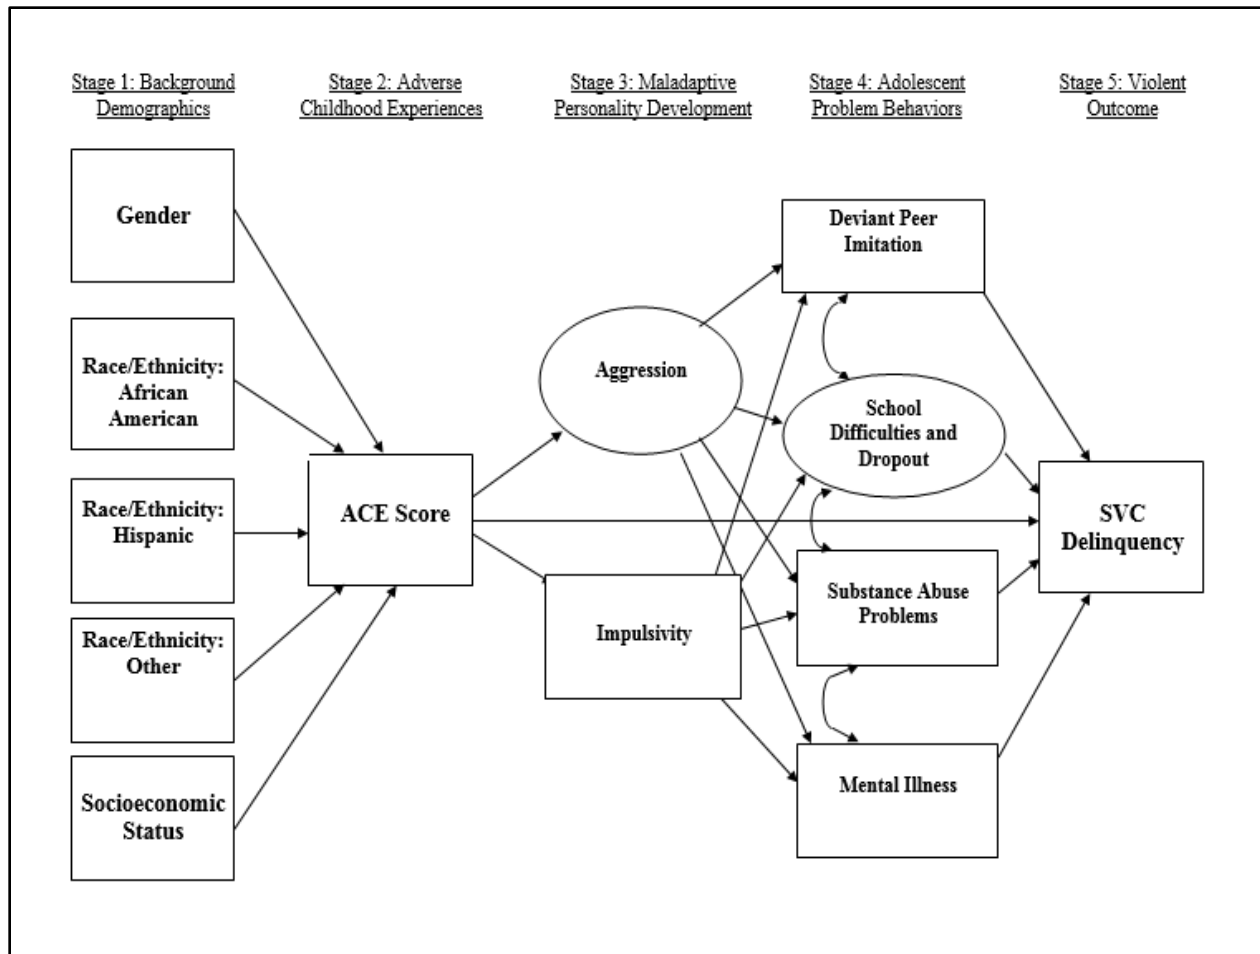 Stage 1: Background
Demographics
Stage 2: Adverse
Childhood Experiences
Stage 3: Maladaptive
Personality Development
Stage 4: Adolescent
Problem Behaviors
Stage 5: Violent
Outcome
Gender
Race/Ethnicity:
African
American
Race/Ethnicity:
Hispanic
Race/Ethnicity:
Other
Socioeconomic
Status
ACE Score
Aggression
Impulsivity
Deviant Peer
Imitation
School
Difficulties and
Dropout
Substance Abuse
Problems
Mental Illness
SVC
Delinquency